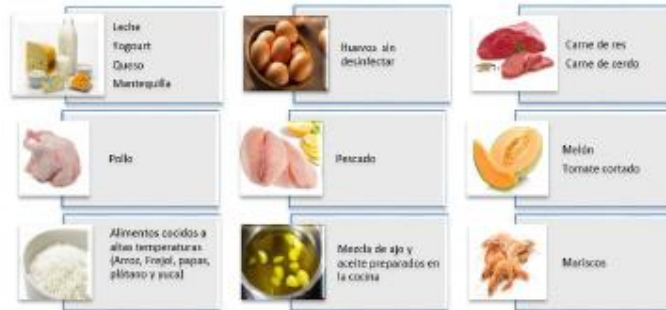 Leche
Yogoart
Queso
Mantequilla
Huevos sin
desinfectar
Carne de res
Carne de cerdo
Pollo
Pescado
Melón
Tomate cortado
Alimentos cocidos a
altas temperaturas
(Arroz, Frejol, papas,
plátano y yuca)
Mezcla de ajo y
aceite preparados en
la cocina
Mariscos